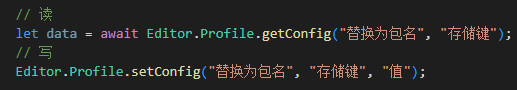 // 读
let data = await Editor.Profile.getConfig("替换为包名", "存储键");
// 写
Editor.Profile.setConfig("替换为包名", "存储键", "值");